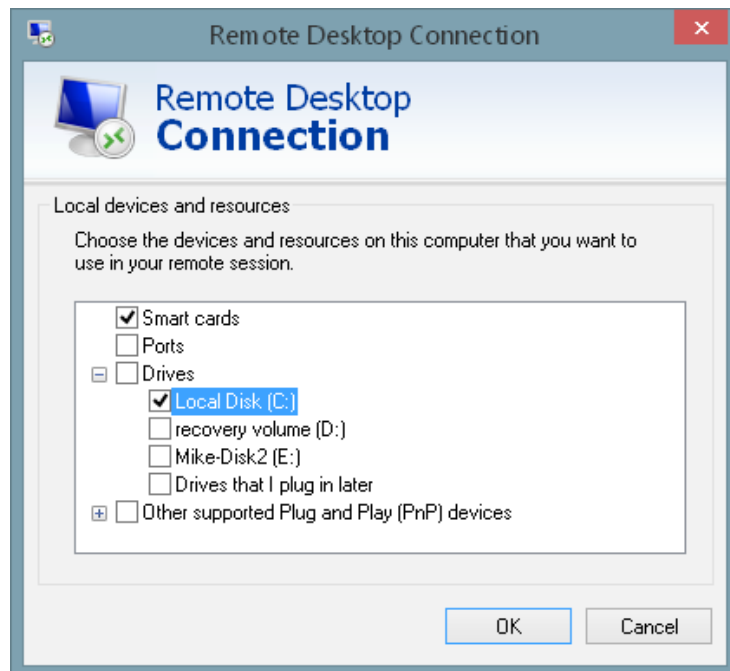 Remote Desktop Connection
Remote Desktop
Connection
Local devices and resources
Choose the devices and resources on this computer that you want to
use in your remote session.
Smart cards
Ports
Drives
Local Disk (C:)
recovery volume (D:)
Mike-Disk2 (E:)
Drives that I plug in later
Other supported Plug and Play (PnP) devices
OK
Cancel